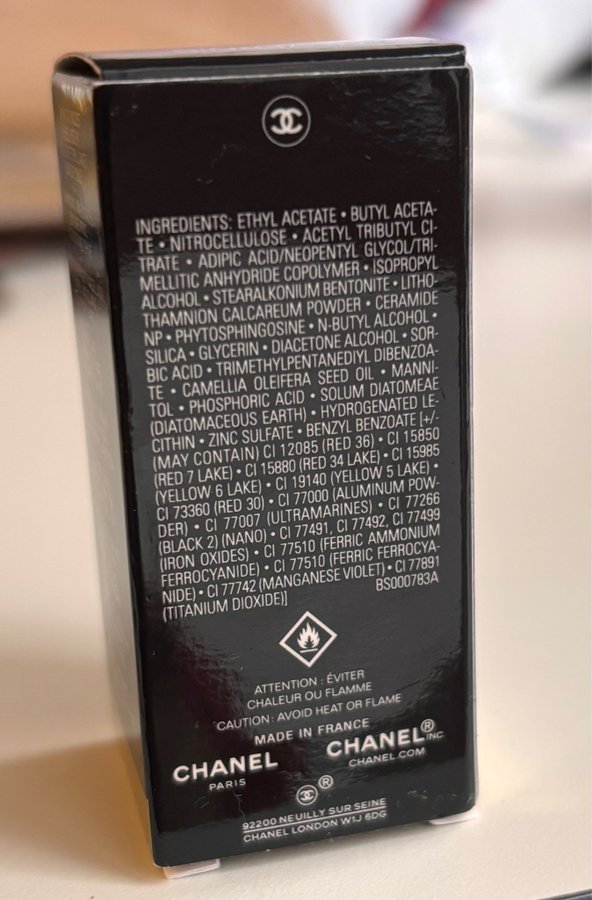 INGREDIENTS: ETHYL ACETATE • BUTYL ACETA-
TE • NITROCELLULOSE • ACETYL TRIBUTYL CI-
TRATE • ADIPIC ACID/NEOPENTYL GLYCOL/TRI-
MELLITIC ANHYDRIDE COPOLYMER • ISOPROPYL
ALCOHOL • STEARALKONIUM BENTONITE • LITHO-
THAMNION CALCAREUM POWDER • CERAMIDE
NP • PHYTOSPHINGOSINE • N-BUTYL ALCOHOL •
SILICA • GLYCERIN • DIACETONE ALCOHOL • SOR-
BIC ACID • TRIMETHYLPENTANEDIYL DIBENZOA-
TE • CAMELLIA OLEIFERA SEED OIL • MANNI-
TOL • PHOSPHORIC ACID • SOLUM DIATOMEAE
(DIATOMACEOUS EARTH) • HYDROGENATED LE-
CITHIN • ZINC SULFATE • BENZYL BENZOATE [+/-
(MAY CONTAIN) CI 12085 (RED 36) • CI 15850
(RED 7 LAKE) • CI 15880 (RED 34 LAKE) • CI 15985
(YELLOW 6 LAKE) • CI 19140 (YELLOW 5 LAKE) •
CI 73360 (RED 30) • CI 77000 (ALUMINUM POW-
DER) • CI 77007 (ULTRAMARINES) • CI 77266
(BLACK 2) (NANO) • CI 77491, CI 77492, CI 77499
(IRON OXIDES) • CI 77510 (FERRIC AMMONIUM
FERROCYANIDE) • CI 77510 (FERRIC FERROCYA-
NIDE) • CI 77742 (MANGANESE VIOLET) • CI 77891
(TITANIUM DIOXIDE)] BS000783A
ATTENTION : ÉVITER
CHALEUR OU FLAMME
CAUTION: AVOID HEAT OR FLAME
MADE IN FRANCE
CHANEL CHANEL® INC
PARIS CHANEL.COM
®
92200 NEUILLY SUR SEINE
CHANEL LONDON W1J 6DG